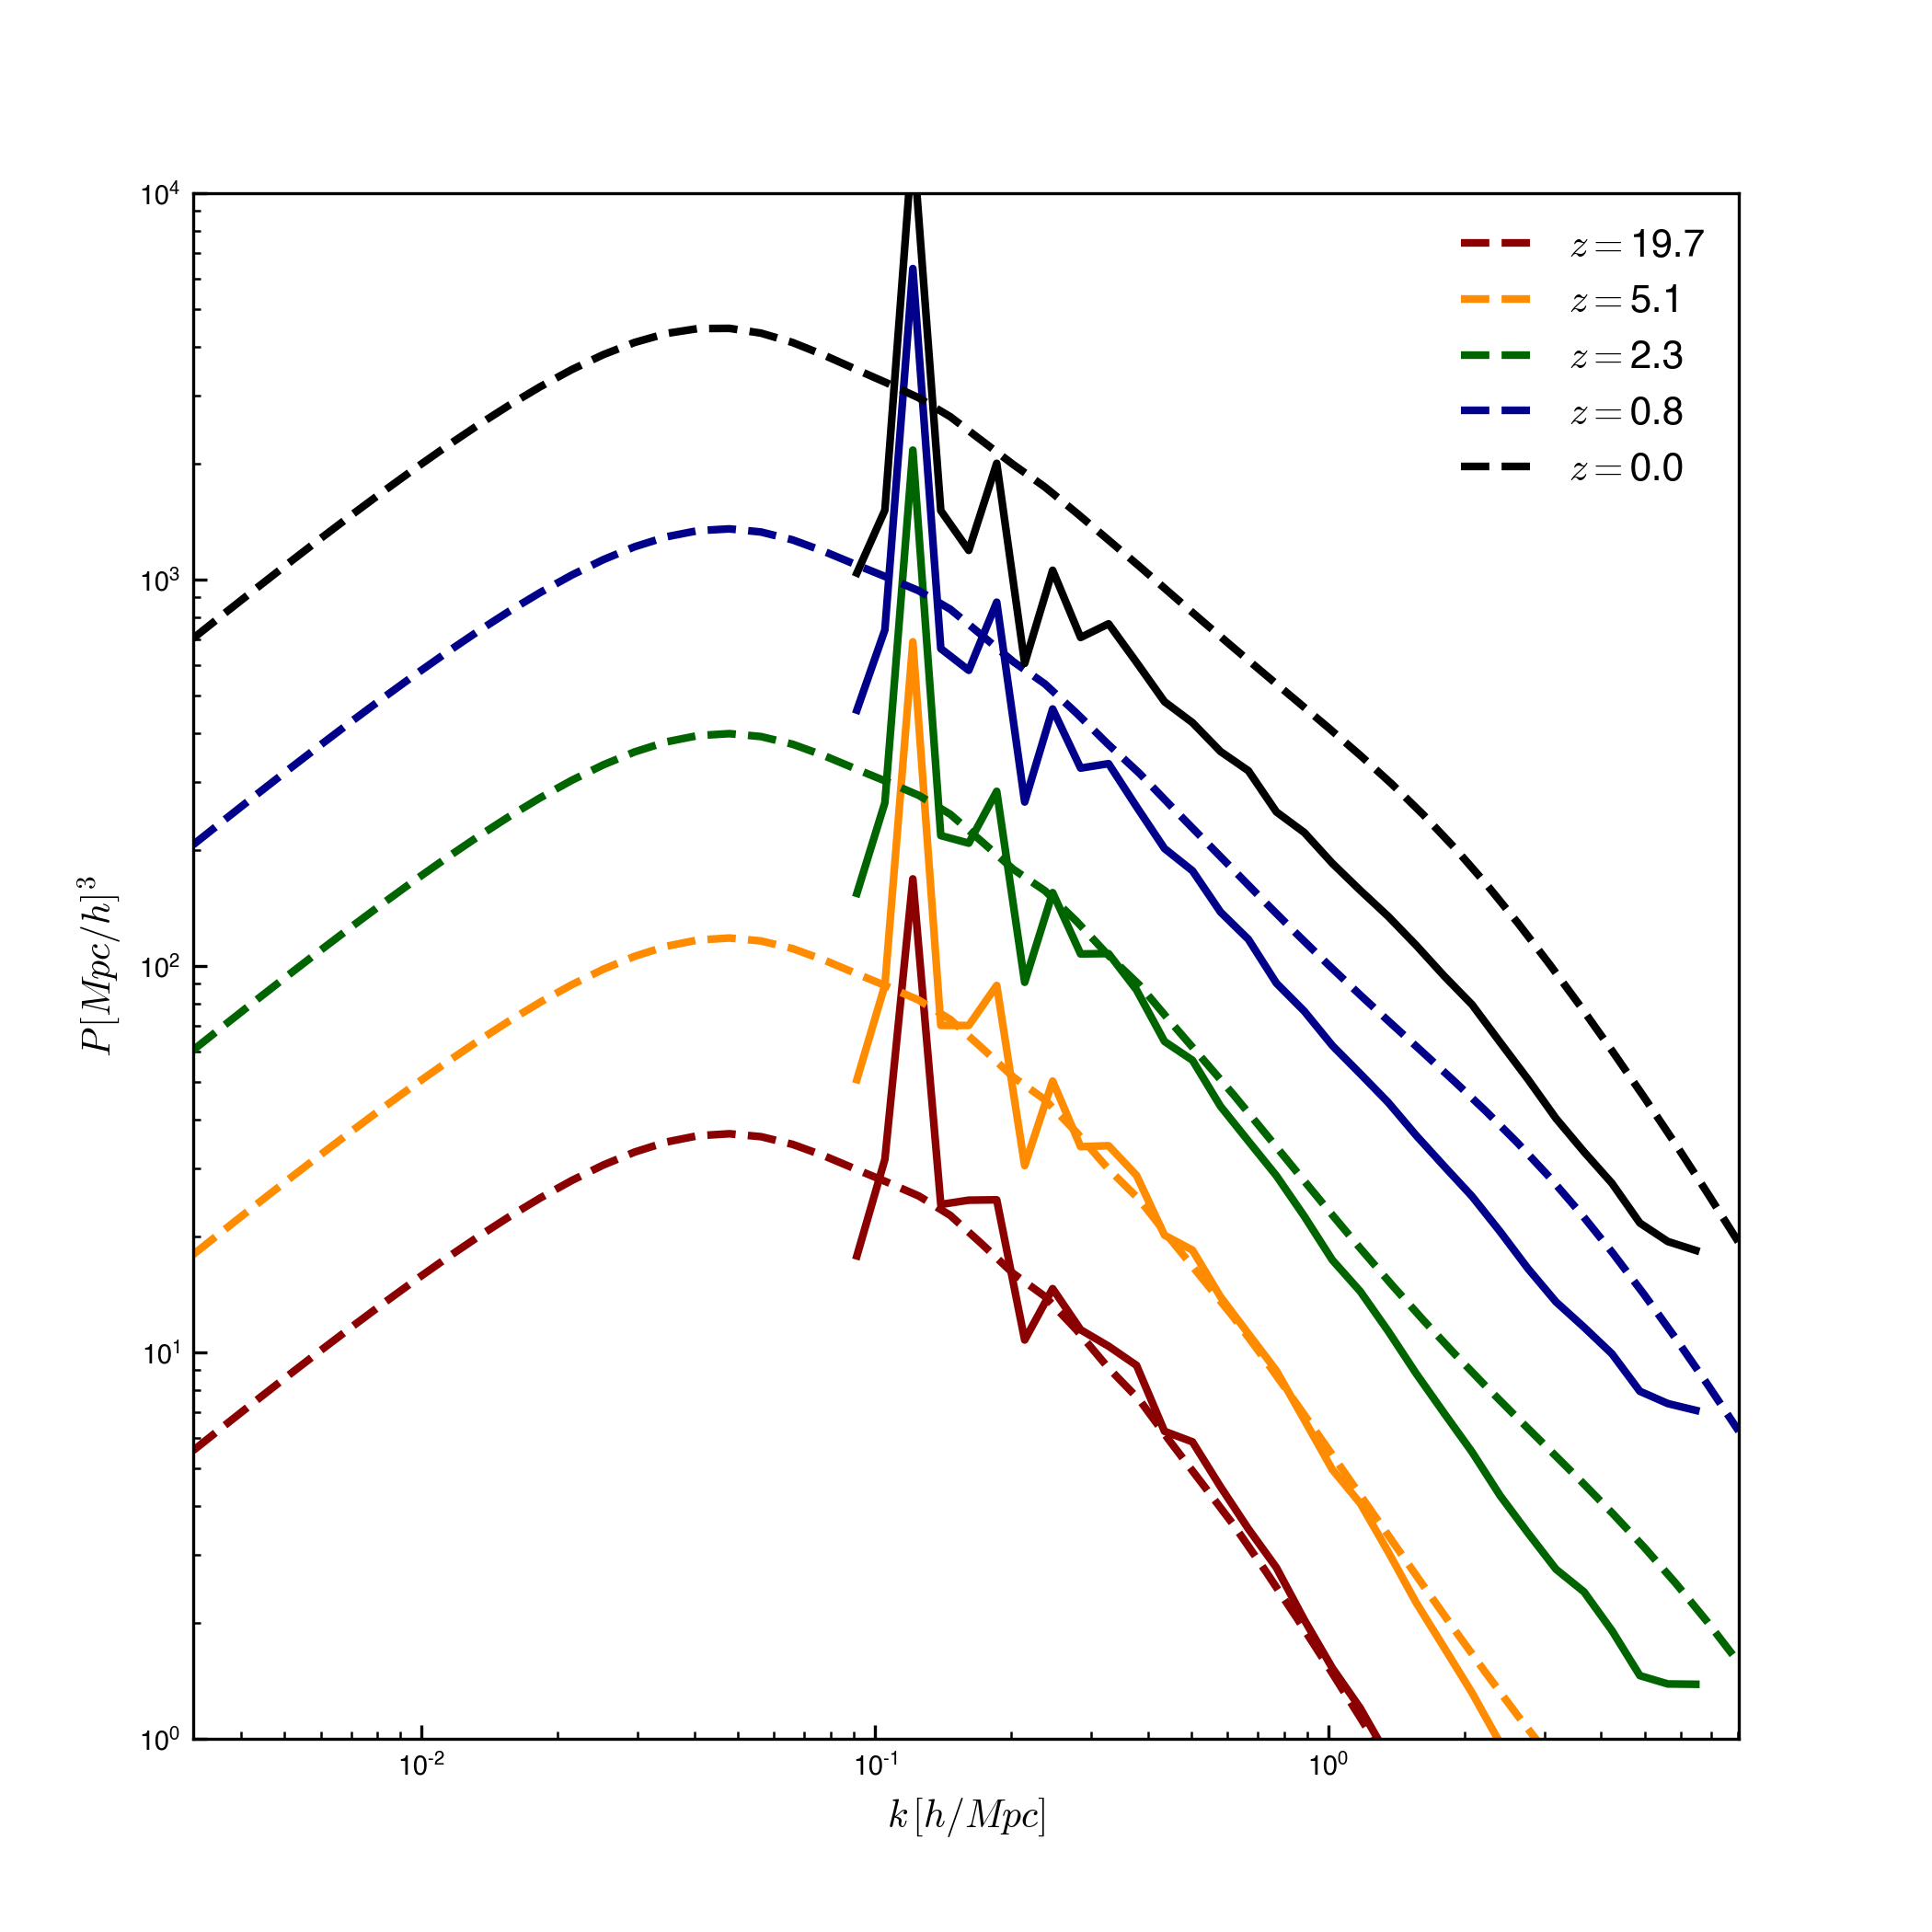 10^4
10^3
10^2
10^1
10^0
P[Mpc/h]^3
z = 19.7
z = 5.1
z = 2.3
z = 0.8
z = 0.0
10^-2
10^-1
10^0
k [h/Mpc]